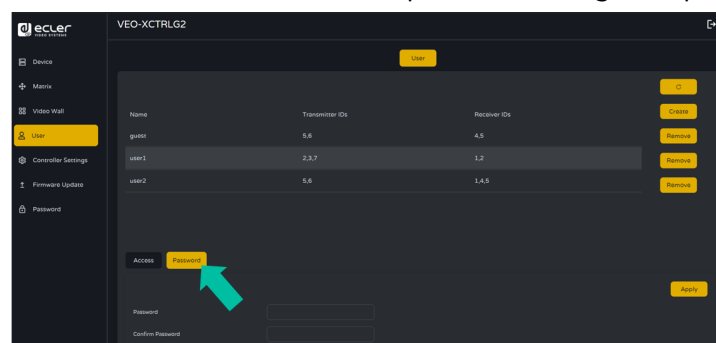 ecler
VIDEO SYSTEMS
VEO-XCTRLG2
Device
Matrix
Video Wall
User
Controller Settings
Firmware Update
Password
User
Name Transmitter IDs Receiver IDs
Create
guest 5,6 4,5 Remove
user1 2,3,7 1,2 Remove
user2 5,6 1,4,5 Remove
Access Password
Apply
Password
Confirm Password